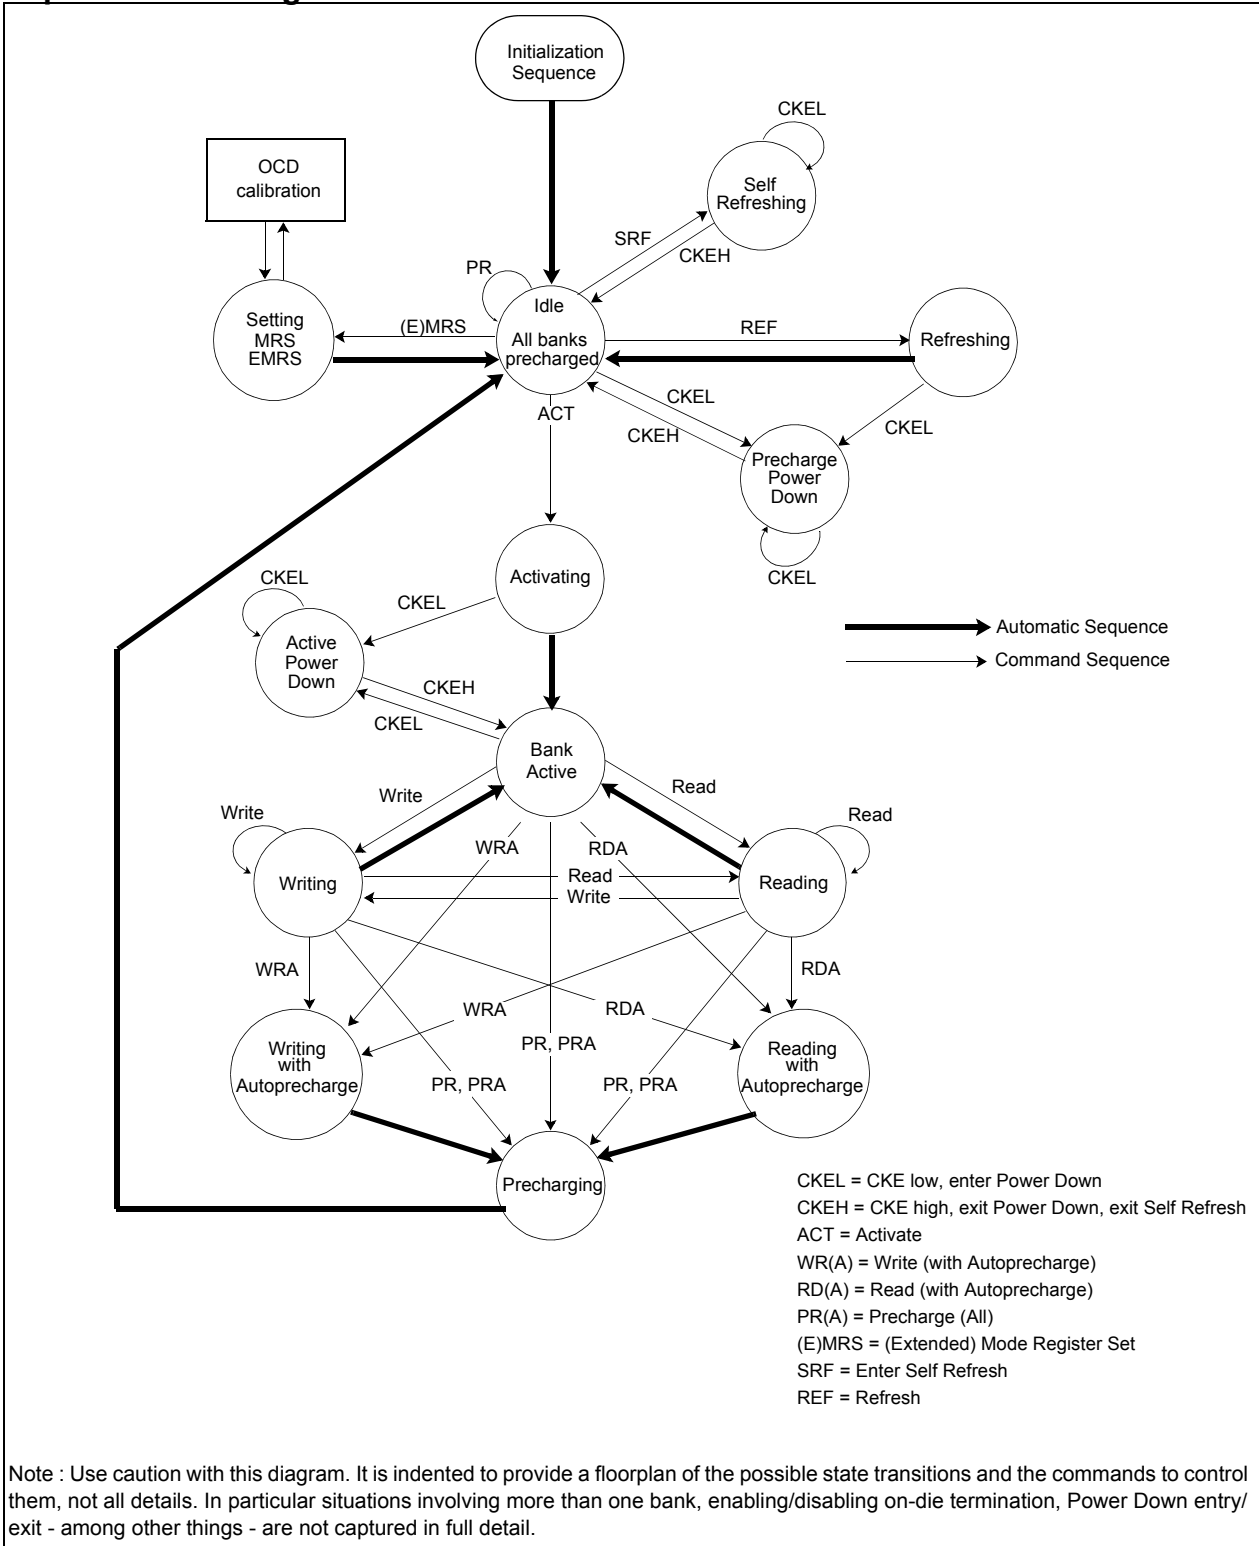 Initialization
Sequence
CKEL
OCD
calibration
Self
Refreshing
SRF
CKEH
PR
Idle
All banks
precharged
Setting
MRS
EMRS
(E)MRS
REF
Refreshing
CKEL
CKEH
ACT
CKEL
Precharge
Power
Down
CKEL
Activating
CKEL
CKEL
Active
Power
Down
CKEH
CKEL
Automatic Sequence
Command Sequence
Bank
Active
Write
Read
Write
Read
WRA
RDA
Writing
Read
Write
Reading
WRA
RDA
WRA
RDA
PR, PRA
Writing
with
Autoprecharge
Reading
with
Autoprecharge
PR, PRA
PR, PRA
Precharging
CKEL = CKE low, enter Power Down
CKEH = CKE high, exit Power Down, exit Self Refresh
ACT = Activate
WR(A) = Write (with Autoprecharge)
RD(A) = Read (with Autoprecharge)
PR(A) = Precharge (All)
(E)MRS = (Extended) Mode Register Set
SRF = Enter Self Refresh
REF = Refresh
Note : Use caution with this diagram. It is indented to provide a floorplan of the possible state transitions and the commands to control
them, not all details. In particular situations involving more than one bank, enabling/disabling on-die termination, Power Down entry/
exit - among other things - are not captured in full detail.